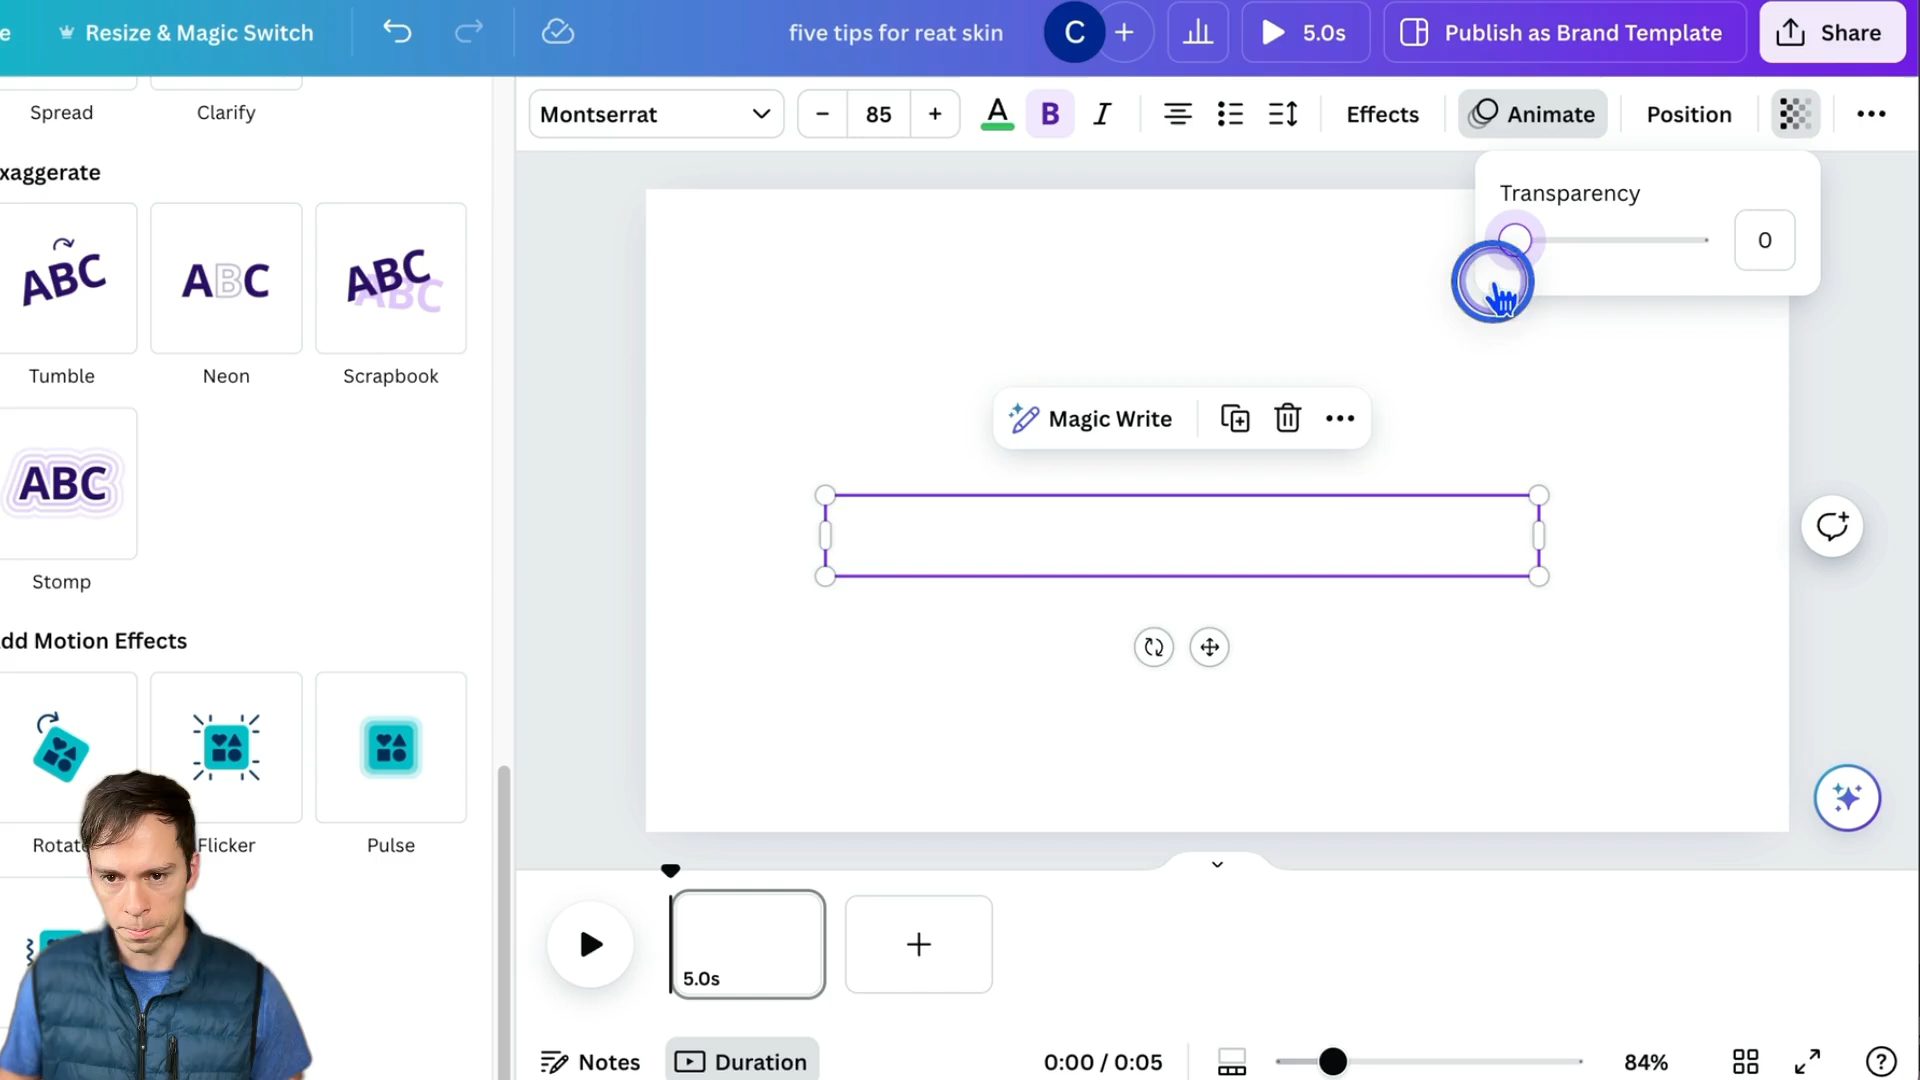 e Resize & Magic Switch five tips for reat skin C + 5.0s Publish as Brand Template Share
Spread Clarify
Montserrat − 85 + A B I Effects Animate Position
xaggerate
Transparency
0
ABC ABC ABC ABC
Tumble Neon Scrapbook
Magic Write
ABC
Stomp
dd Motion Effects
Rotate Flicker Pulse
5.0s +
Notes Duration 0:00 / 0:05 84% ?